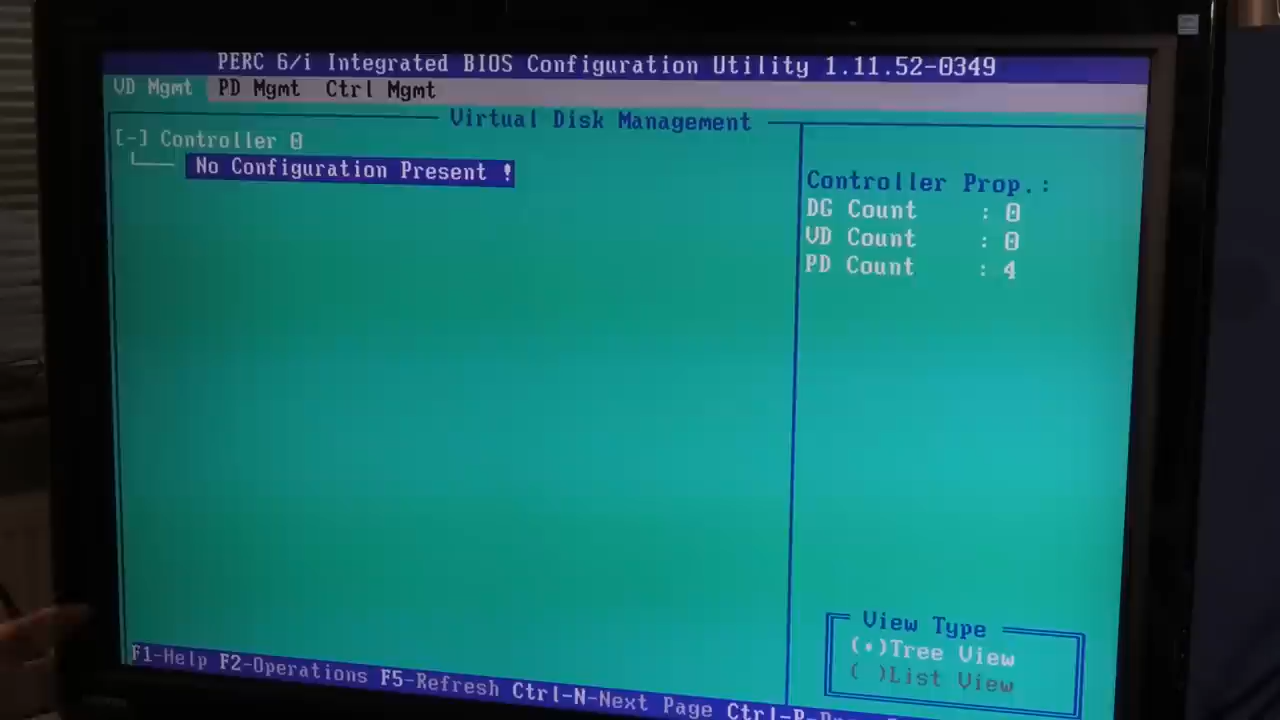 PERC 6/i Integrated BIOS Configuration Utility 1.11.52-0349
VD Mgmt PD Mgmt Ctrl Mgmt
Virtual Disk Management
[-] Controller 0
No Configuration Present !
Controller Prop.:
DG Count : 0
VD Count : 0
PD Count : 4
View Type
(•)Tree View
( )List View
F1-Help F2-Operations F5-Refresh Ctrl-N-Next Page Ctrl-P-